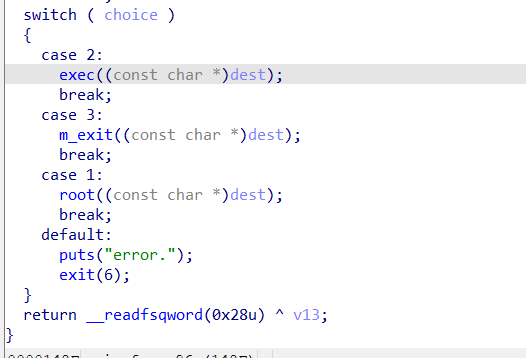 switch ( choice )
{
case 2:
exec((const char *)dest);
break;
case 3:
m_exit((const char *)dest);
break;
case 1:
root((const char *)dest);
break;
default:
puts("error.");
exit(6);
}
return __readfsqword(0x28u) ^ v13;
}